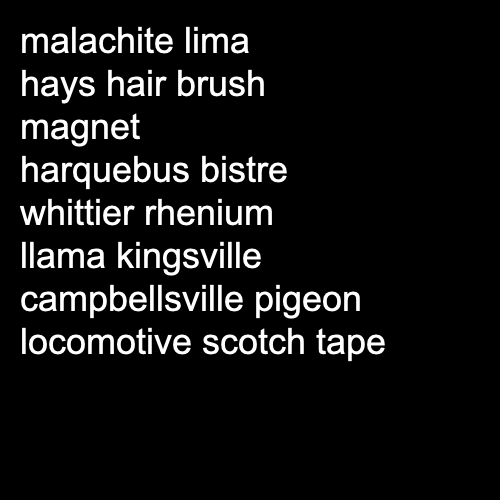 malachite lima
hays hair brush
magnet
harquebus bistre
whittier rhenium
llama kingsville
campbellsville pigeon
locomotive scotch tape